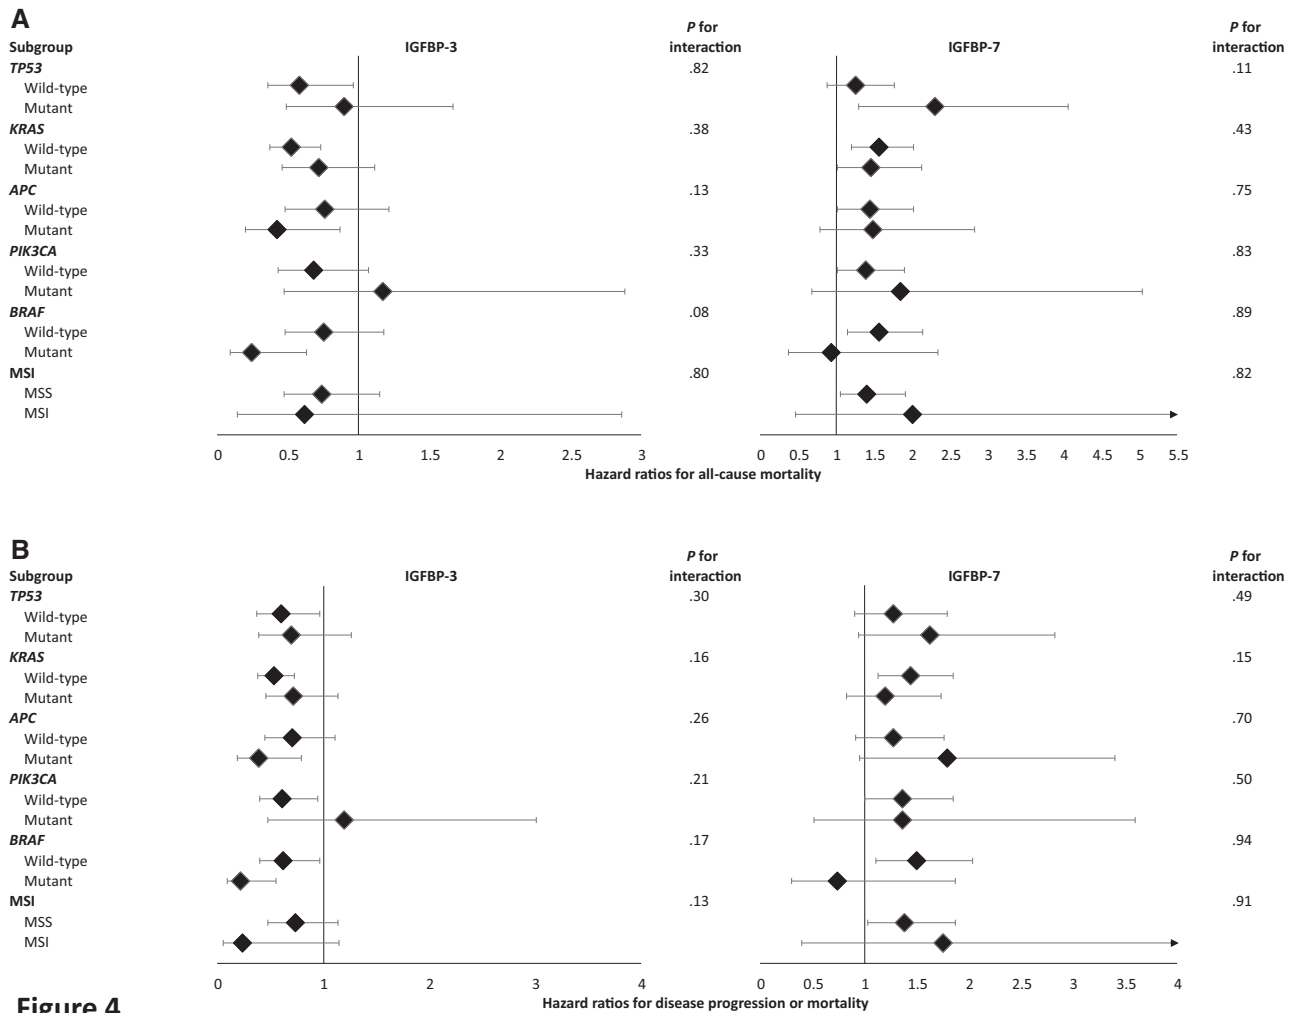 A
P for
P for
Subgroup IGFBP-3 interaction IGFBP-7 interaction
TP53 .82 .11
Wild-type
Mutant
KRAS .38 .43
Wild-type
Mutant
APC .13 .75
Wild-type
Mutant
PIK3CA .33 .83
Wild-type
Mutant
BRAF .08 .89
Wild-type
Mutant
MSI .80 .82
MSS
MSI
0 0.5 1 1.5 2 2.5 3 0 0.5 1 1.5 2 2.5 3 3.5 4 4.5 5 5.5
Hazard ratios for all-cause mortality
B
P for P for
Subgroup IGFBP-3 interaction IGFBP-7 interaction
TP53 .30 .49
Wild-type
Mutant
KRAS .16 .15
Wild-type
Mutant
APC .26 .70
Wild-type
Mutant
PIK3CA .21 .50
Wild-type
Mutant
BRAF .17 .94
Wild-type
Mutant
MSI .13 .91
MSS
MSI
0 1 2 3 4 0 0.5 1 1.5 2 2.5 3 3.5 4
Hazard ratios for disease progression or mortality
Figure 4